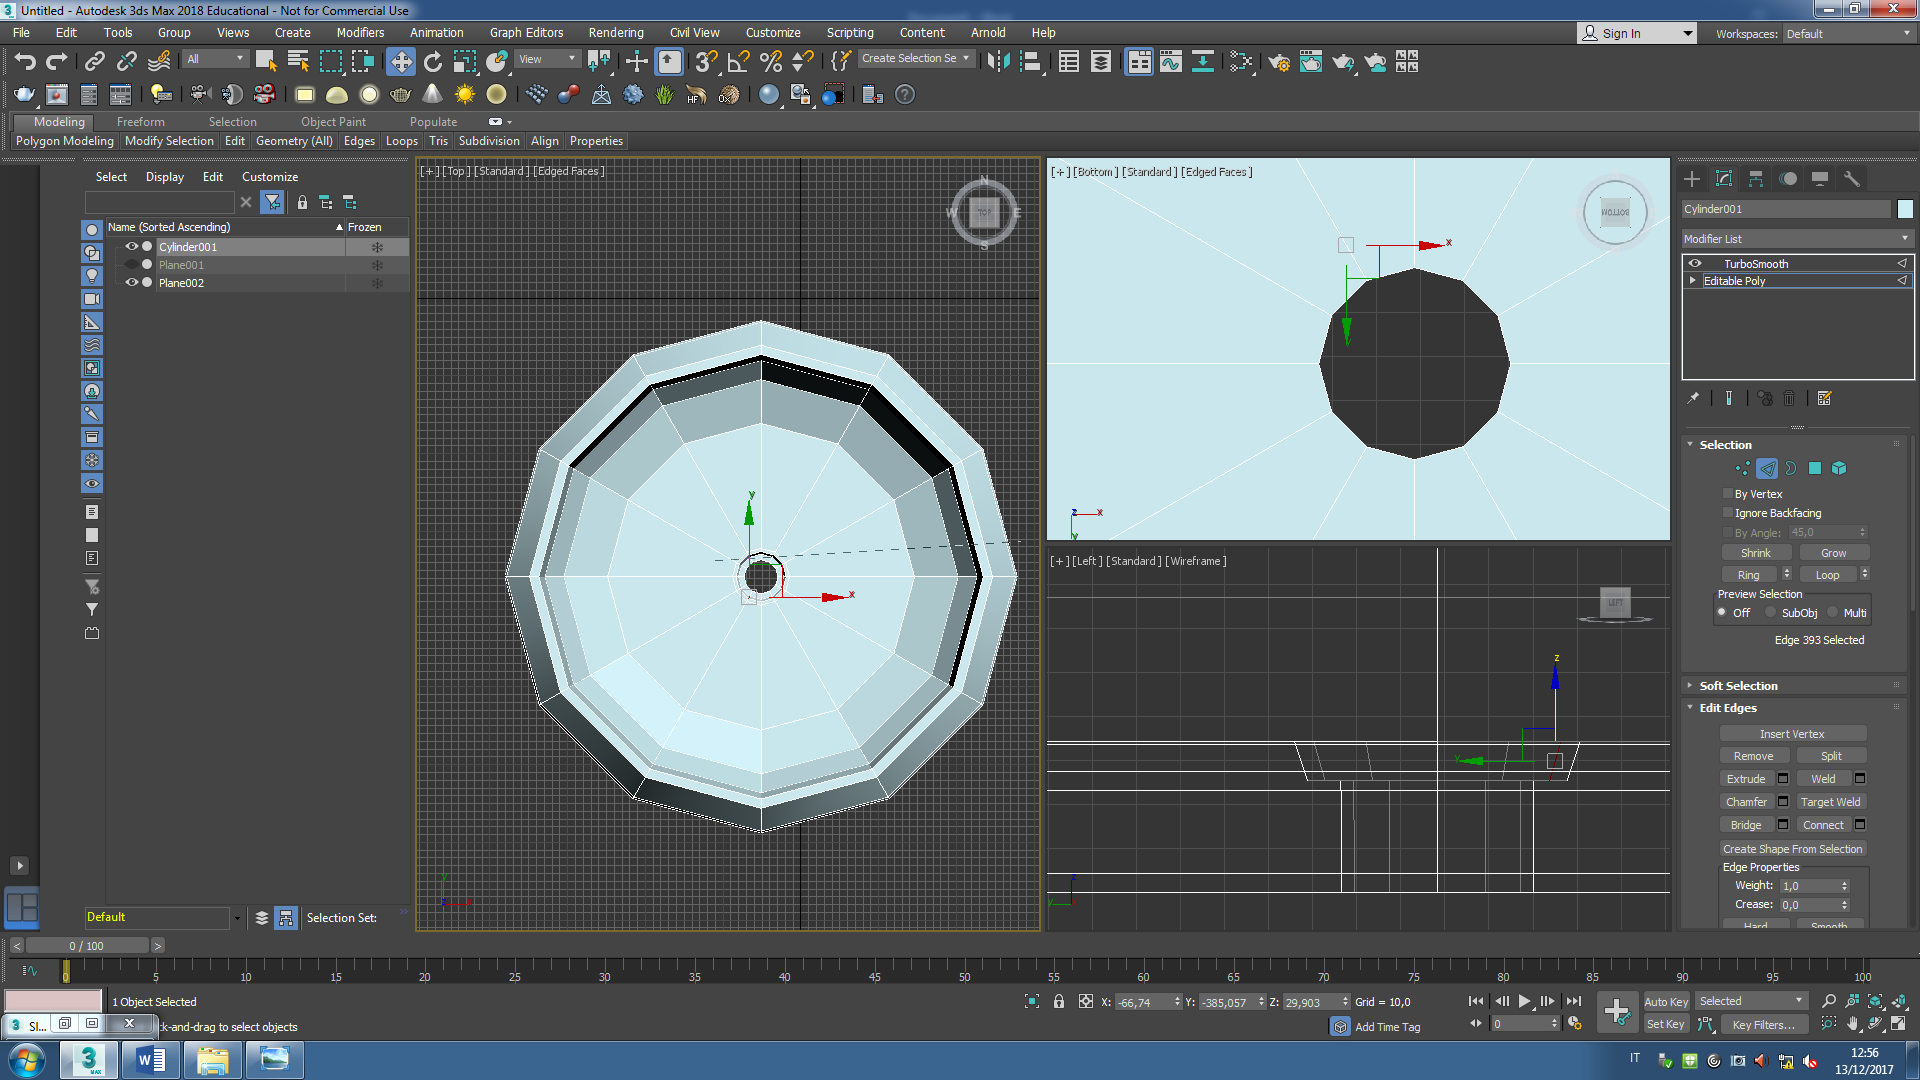 Untitled - Autodesk 3ds Max 2018 Educational - Not for Commercial Use
File Edit Tools Group Views Create Modifiers Animation Graph Editors Rendering Civil View Customize Scripting Content Arnold Help
Sign In Workspaces: Default
All View Create Selection Se
Modeling Freeform Selection Object Paint Populate
Polygon Modeling Modify Selection Edit Geometry (All) Edges Loops Tris Subdivision Align Properties
Select Display Edit Customize
Name (Sorted Ascending) Frozen
Cylinder001
Plane001
Plane002
[+] [Top] [Standard] [Edged Faces]
N
W TOP E
S
y
x
y
[+] [Bottom] [Standard] [Edged Faces]
BOTTOM
x
z x
y
[+] [Left] [Standard] [Wireframe]
LEFT
z
y
z
y
Cylinder001
Modifier List
TurboSmooth
Editable Poly
Selection
By Vertex
Ignore Backfacing
By Angle: 45,0
Shrink Grow
Ring Loop
Preview Selection
Off SubObj Multi
Edge 393 Selected
Soft Selection
Edit Edges
Insert Vertex
Remove Split
Extrude Weld
Chamfer Target Weld
Bridge Connect
Create Shape From Selection
Edge Properties
Weight: 1,0
Crease: 0,0
Hard Smooth
Default Selection Set:
< 0 / 100 >
0 5 10 15 20 25 30 35 40 45 50 55 60 65 70 75 80 85 90 95 100
1 Object Selected X: -66,74 Y: -385,057 Z: 29,903 Grid = 10,0 Auto Key Selected
Sl... ck-and-drag to select objects Add Time Tag 0 Set Key Key Filters...
3 MAX W IT 12:56
13/12/2017